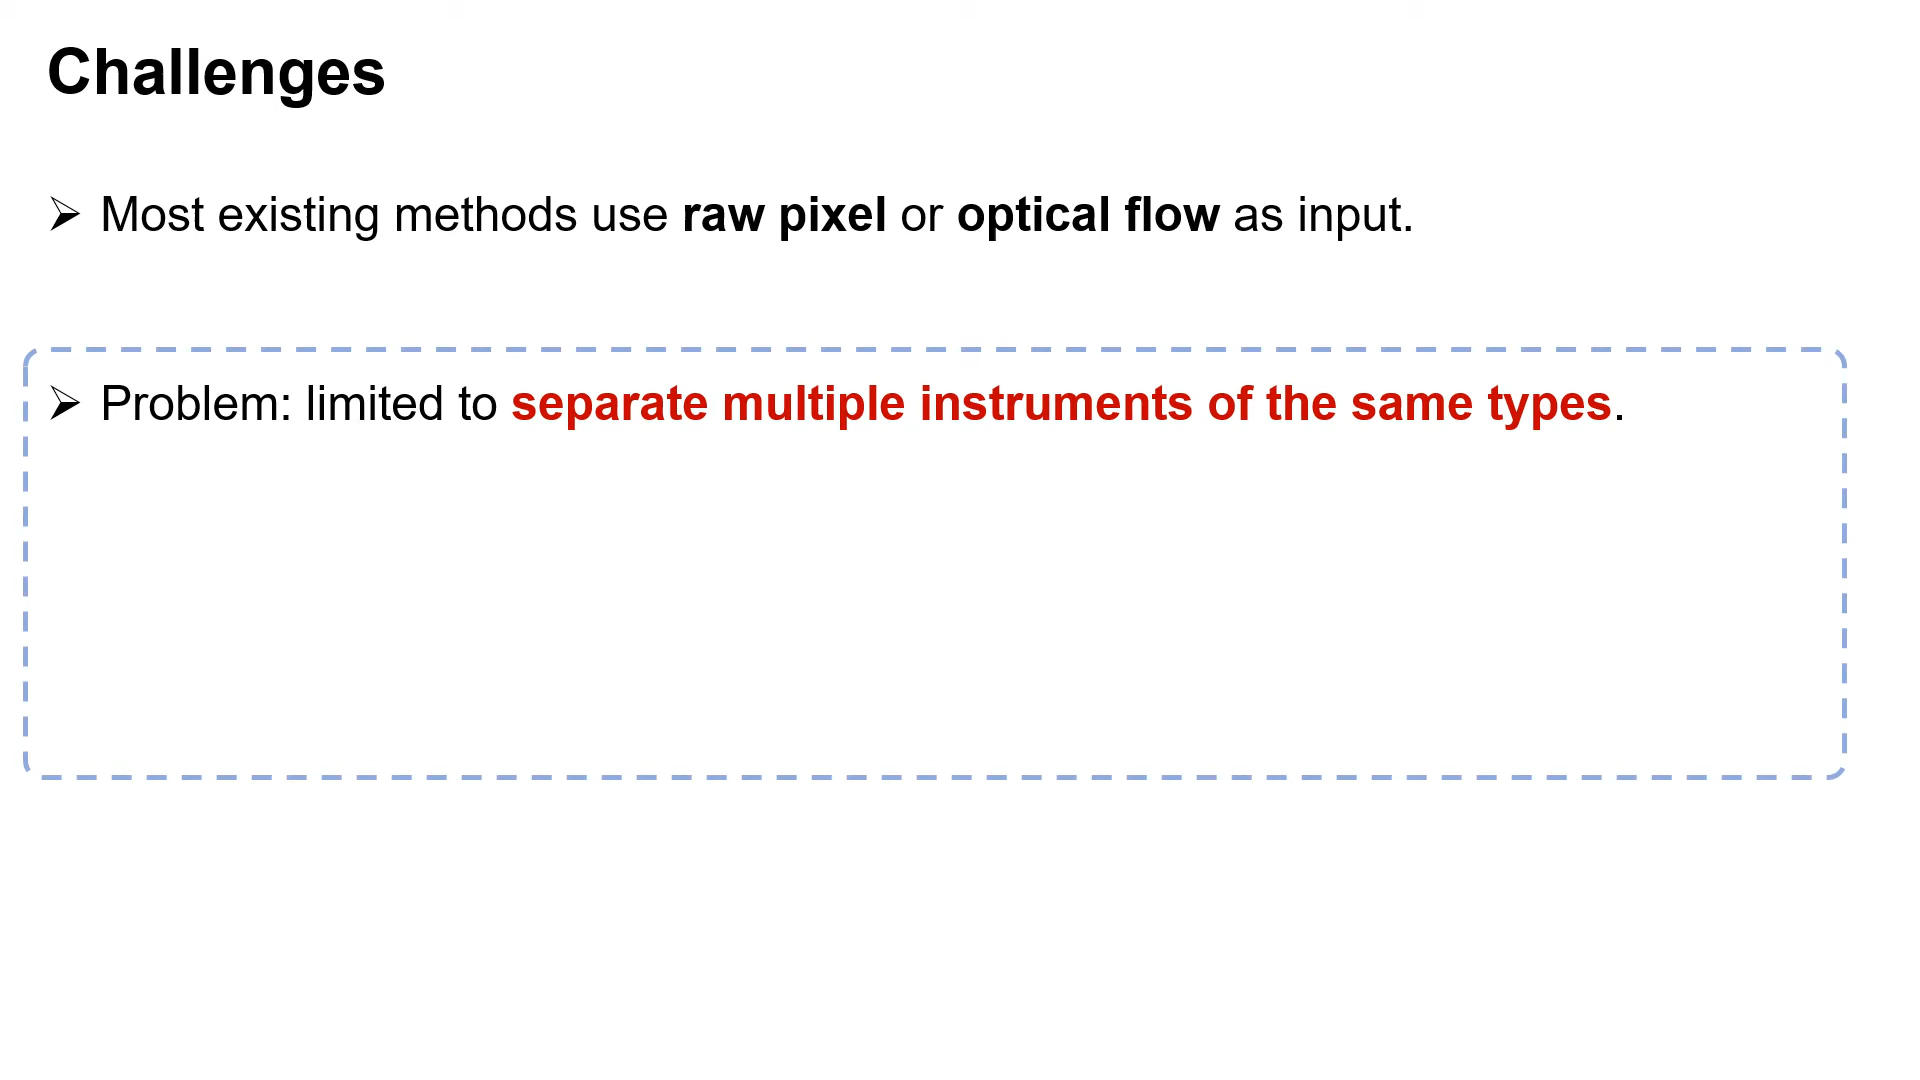 Challenges
➢ Most existing methods use raw pixel or optical flow as input.
➢ Problem: limited to separate multiple instruments of the same types.